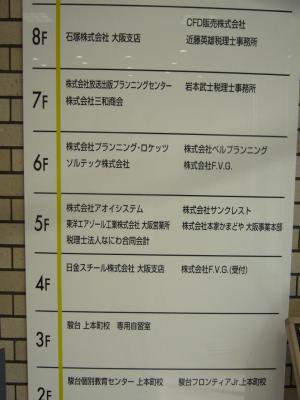 8F
CFD販売株式会社
石塚株式会社 大阪支店 近藤英雄税理士事務所
7F
株式会社放送出版プランニングセンター 岩本武士税理士事務所
株式会社三和商会
6F
株式会社プランニング・ロケッツ 株式会社ベルプランニング
ソルテック株式会社 株式会社F.V.G.
5F
株式会社アオイシステム 株式会社サンクレスト
東洋エアゾール工業株式会社 大阪営業所 株式会社本家かまどや 大阪事業本部
税理士法人なにわ合同会計
4F
日金スチール株式会社 大阪支店 株式会社F.V.G.(受付)
3F
駿台 上本町校 専用自習室
2F
駿台個別教育センター 上本町校 駿台フロンティアJr.上本町校